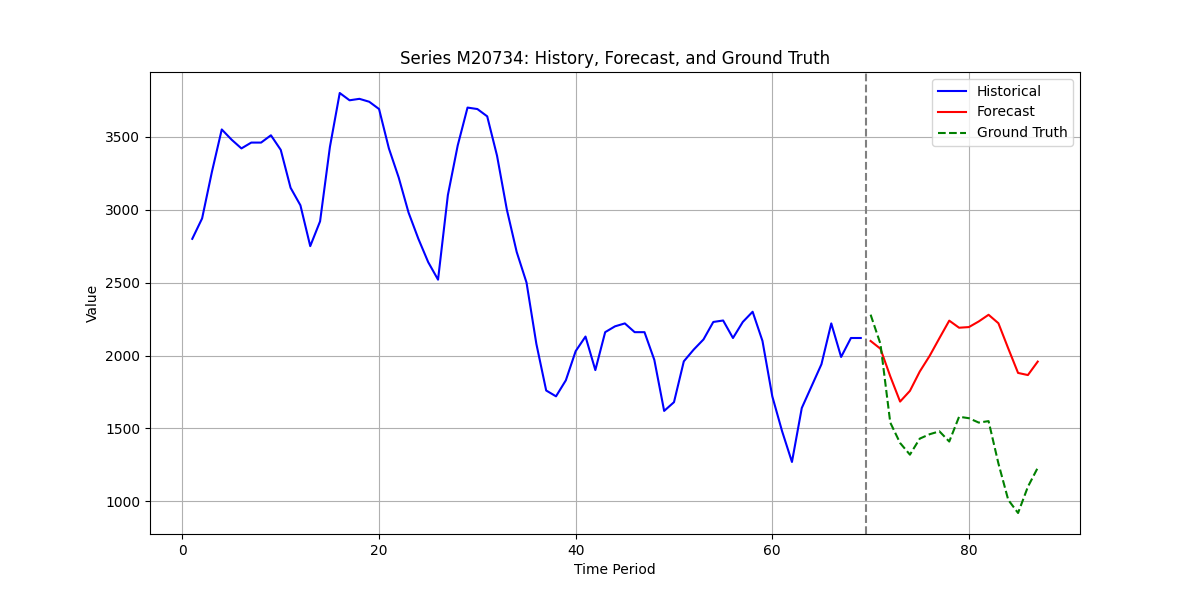 Series M20734: History, Forecast, and Ground Truth
Historical
Forecast
Ground Truth
3500
3000
2500
2000
1500
1000
Value
0 20 40 60 80
Time Period